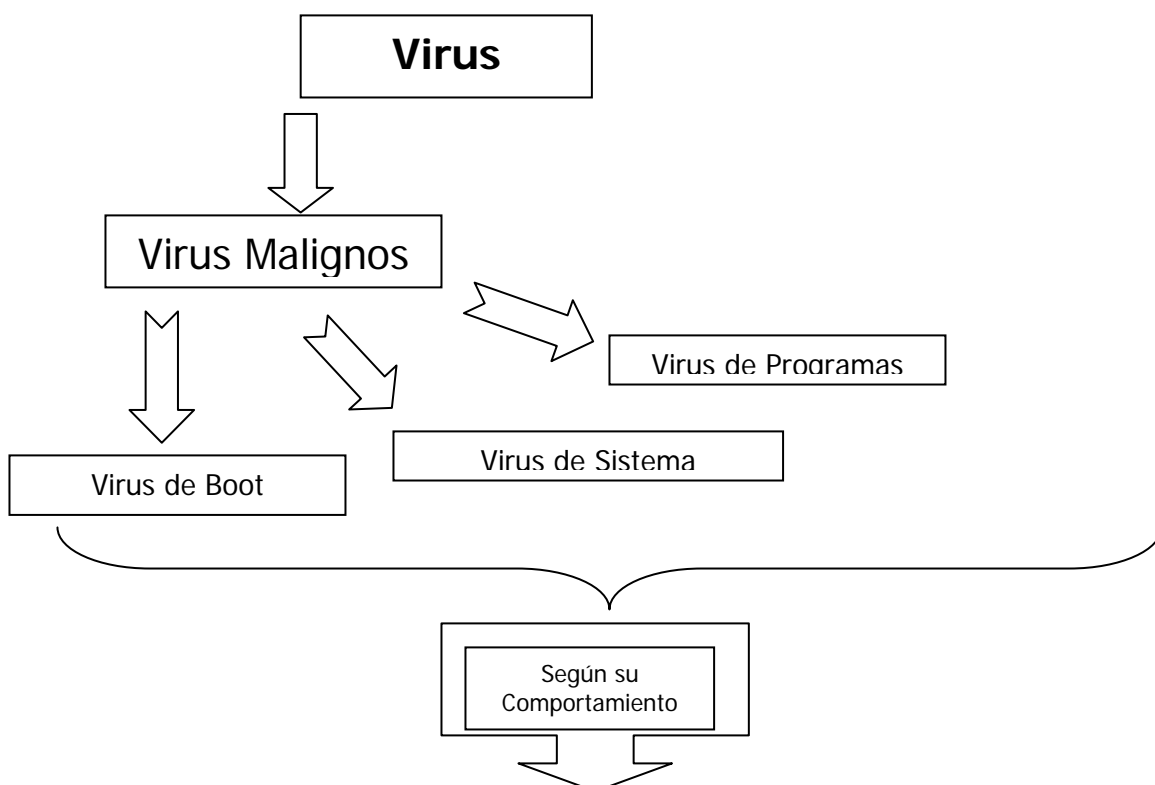 Virus
Virus Malignos
Virus de Programas
Virus de Sistema
Virus de Boot
Según su
Comportamiento